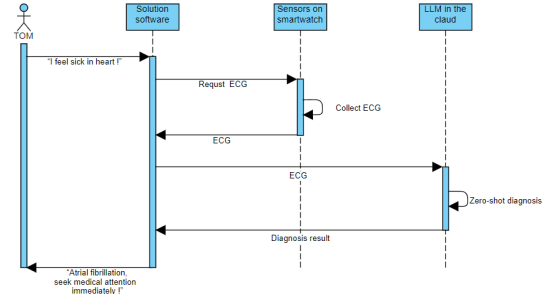 Solution
software
Sensors on
smartwatch
LLM in the
claud
TOM
"I feel sick in heart !"
Requst ECG
Collect ECG
ECG
ECG
Zero-shot diagnosis
Diagnosis result
"Atrial fibrillation,
seek medical attention
immediately !"